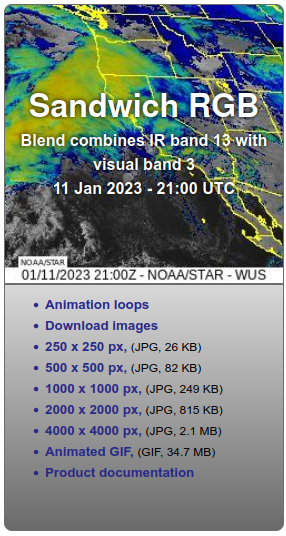 Sandwich RGB
Blend combines IR band 13 with
visual band 3
11 Jan 2023 - 21:00 UTC
NOAA/STAR
01/11/2023 21:00Z - NOAA/STAR - WUS
• Animation loops
• Download images
• 250 x 250 px, (JPG, 26 KB)
• 500 x 500 px, (JPG, 82 KB)
• 1000 x 1000 px, (JPG, 249 KB)
• 2000 x 2000 px, (JPG, 815 KB)
• 4000 x 4000 px, (JPG, 2.1 MB)
• Animated GIF, (GIF, 34.7 MB)
• Product documentation